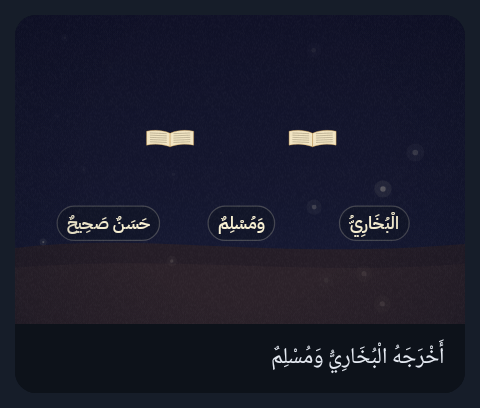 الْبُخَارِيُّ
وَمُسْلِمٌ
حَسَنٌ صَحِيحٌ
أَخْرَجَهُ الْبُخَارِيُّ وَمُسْلِمٌ